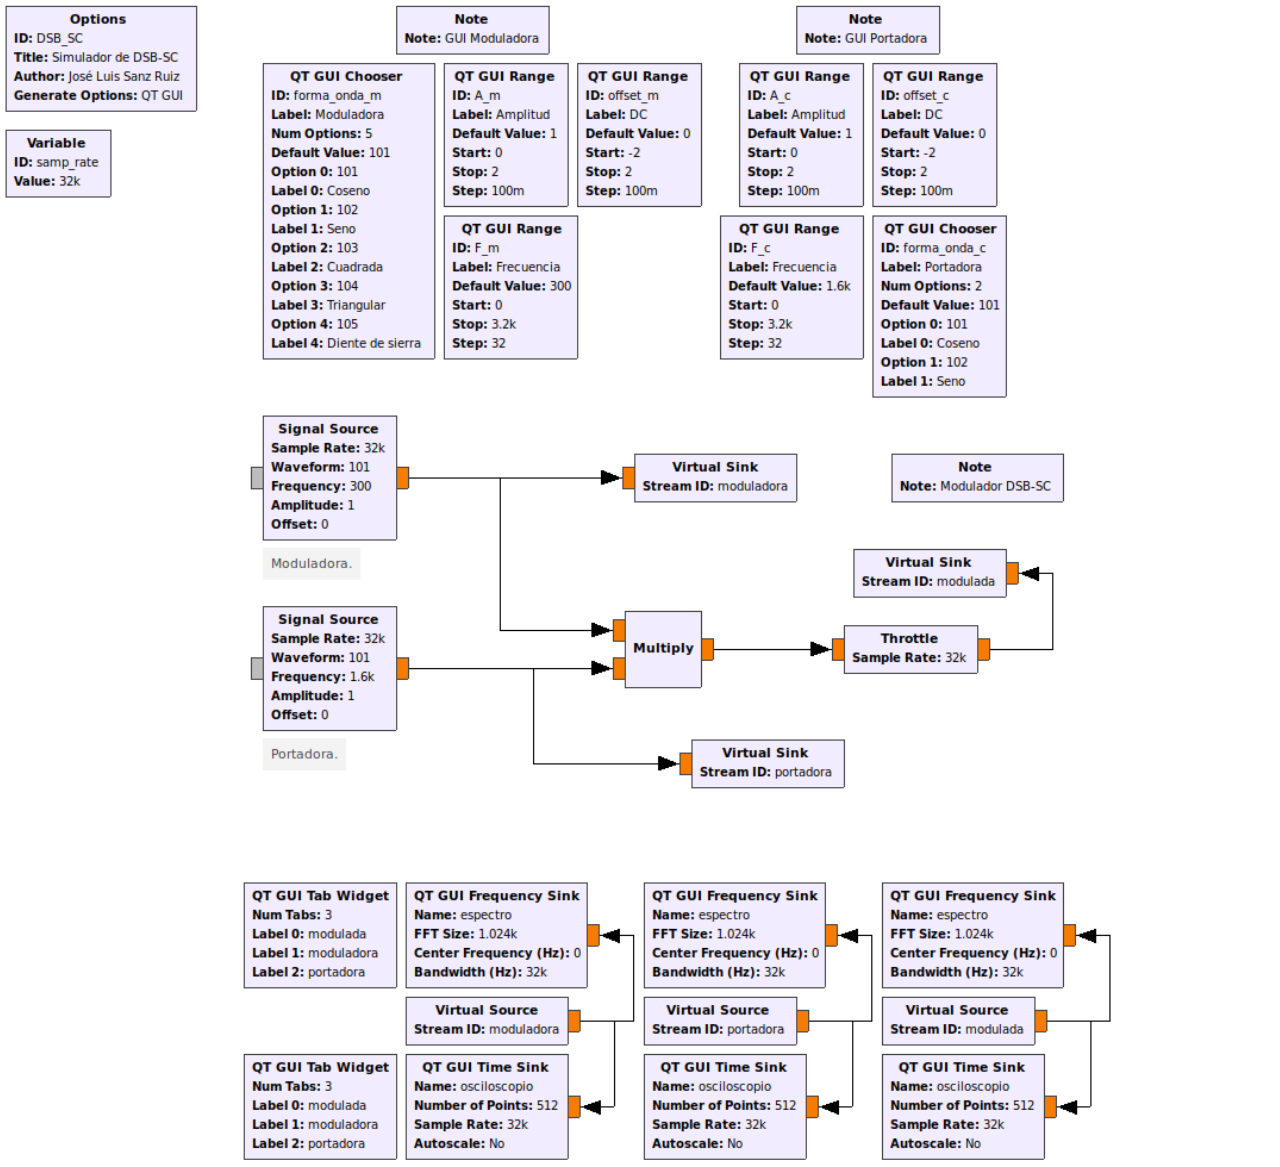 Options
ID: DSB_SC
Title: Simulador de DSB-SC
Author: José Luis Sanz Ruiz
Generate Options: QT GUI
Variable
ID: samp_rate
Value: 32k
Note
Note: GUI Moduladora
Note
Note: GUI Portadora
QT GUI Chooser
ID: forma_onda_m
Label: Moduladora
Num Options: 5
Default Value: 101
Option 0: 101
Label 0: Coseno
Option 1: 102
Label 1: Seno
Option 2: 103
Label 2: Cuadrada
Option 3: 104
Label 3: Triangular
Option 4: 105
Label 4: Diente de sierra
QT GUI Range
ID: A_m
Label: Amplitud
Default Value: 1
Start: 0
Stop: 2
Step: 100m
QT GUI Range
ID: offset_m
Label: DC
Default Value: 0
Start: -2
Stop: 2
Step: 100m
QT GUI Range
ID: F_m
Label: Frecuencia
Default Value: 300
Start: 0
Stop: 3.2k
Step: 32
QT GUI Range
ID: A_c
Label: Amplitud
Default Value: 1
Start: 0
Stop: 2
Step: 100m
QT GUI Range
ID: offset_c
Label: DC
Default Value: 0
Start: -2
Stop: 2
Step: 100m
QT GUI Range
ID: F_c
Label: Frecuencia
Default Value: 1.6k
Start: 0
Stop: 3.2k
Step: 32
QT GUI Chooser
ID: forma_onda_c
Label: Portadora
Num Options: 2
Default Value: 101
Option 0: 101
Label 0: Coseno
Option 1: 102
Label 1: Seno
Signal Source
Sample Rate: 32k
Waveform: 101
Frequency: 300
Amplitude: 1
Offset: 0
Moduladora.
Virtual Sink
Stream ID: moduladora
Note
Note: Modulador DSB-SC
Virtual Sink
Stream ID: modulada
Signal Source
Sample Rate: 32k
Waveform: 101
Frequency: 1.6k
Amplitude: 1
Offset: 0
Portadora.
Multiply
Throttle
Sample Rate: 32k
Virtual Sink
Stream ID: portadora
QT GUI Tab Widget
Num Tabs: 3
Label 0: modulada
Label 1: moduladora
Label 2: portadora
QT GUI Frequency Sink
Name: espectro
FFT Size: 1.024k
Center Frequency (Hz): 0
Bandwidth (Hz): 32k
QT GUI Frequency Sink
Name: espectro
FFT Size: 1.024k
Center Frequency (Hz): 0
Bandwidth (Hz): 32k
QT GUI Frequency Sink
Name: espectro
FFT Size: 1.024k
Center Frequency (Hz): 0
Bandwidth (Hz): 32k
Virtual Source
Stream ID: moduladora
Virtual Source
Stream ID: portadora
Virtual Source
Stream ID: modulada
QT GUI Tab Widget
Num Tabs: 3
Label 0: modulada
Label 1: moduladora
Label 2: portadora
QT GUI Time Sink
Name: osciloscopio
Number of Points: 512
Sample Rate: 32k
Autoscale: No
QT GUI Time Sink
Name: osciloscopio
Number of Points: 512
Sample Rate: 32k
Autoscale: No
QT GUI Time Sink
Name: osciloscopio
Number of Points: 512
Sample Rate: 32k
Autoscale: No